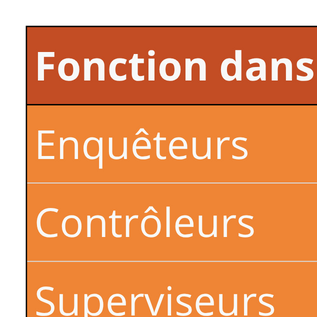 Fonction dans
Enquêteurs
Contrôleurs
Superviseurs